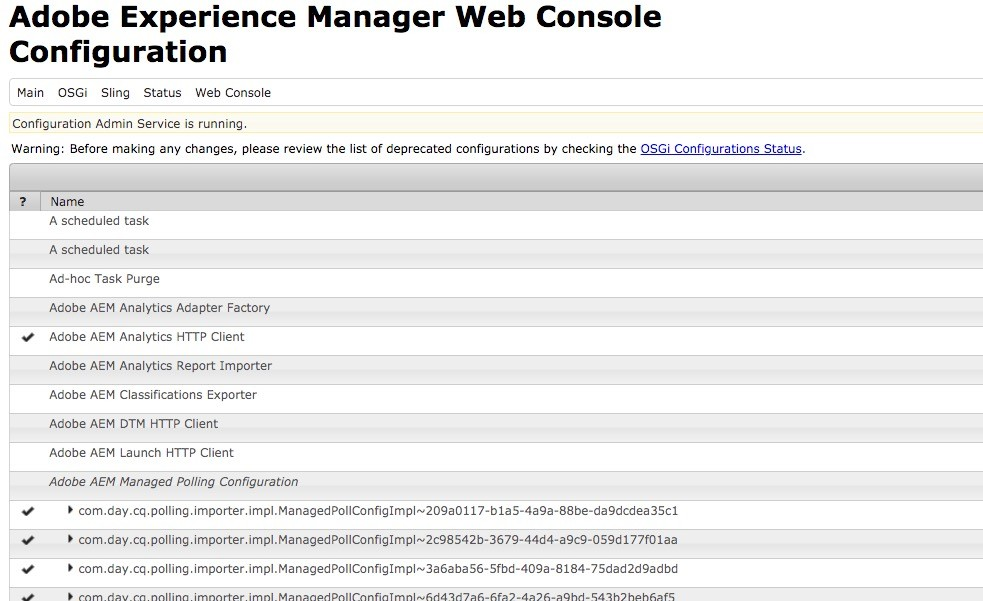 Adobe Experience Manager Web Console
Configuration
Main OSGi Sling Status Web Console
Configuration Admin Service is running.
Warning: Before making any changes, please review the list of deprecated configurations by checking the OSGi Configurations Status.
? Name
A scheduled task
A scheduled task
Ad-hoc Task Purge
Adobe AEM Analytics Adapter Factory
Adobe AEM Analytics HTTP Client
Adobe AEM Analytics Report Importer
Adobe AEM Classifications Exporter
Adobe AEM DTM HTTP Client
Adobe AEM Launch HTTP Client
Adobe AEM Managed Polling Configuration
com.day.cq.polling.importer.impl.ManagedPollConfigImpl~209a0117-b1a5-4a9a-88be-da9dcdea35c1
com.day.cq.polling.importer.impl.ManagedPollConfigImpl~2c98542b-3679-44d4-a9c9-059d177f01aa
com.day.cq.polling.importer.impl.ManagedPollConfigImpl~3a6aba56-5fbd-409a-8184-75dad2d9adbd
com.day.cq.polling.importer.impl.ManagedPollConfigImpl~6d43d7a6-6fa2-4a26-a9bd-543b2beb6af5